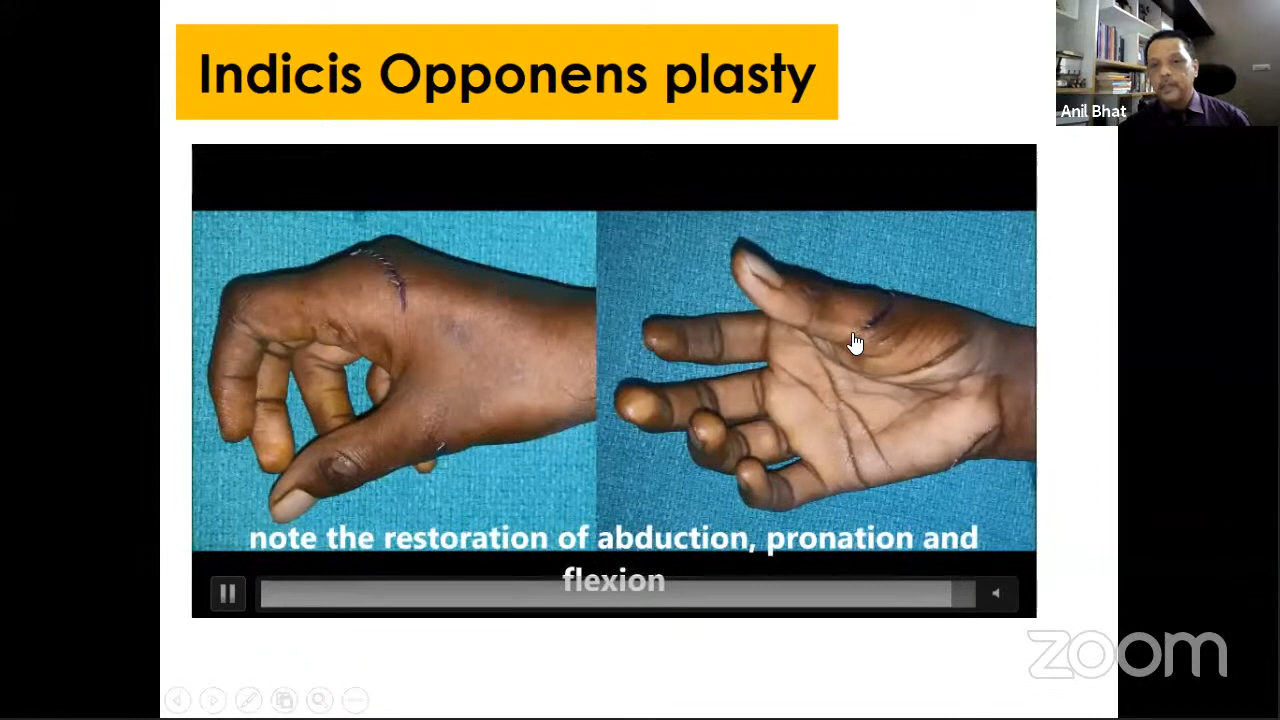 Indicis Opponens plasty
Anil Bhat
note the restoration of abduction, pronation and
flexion
zoom